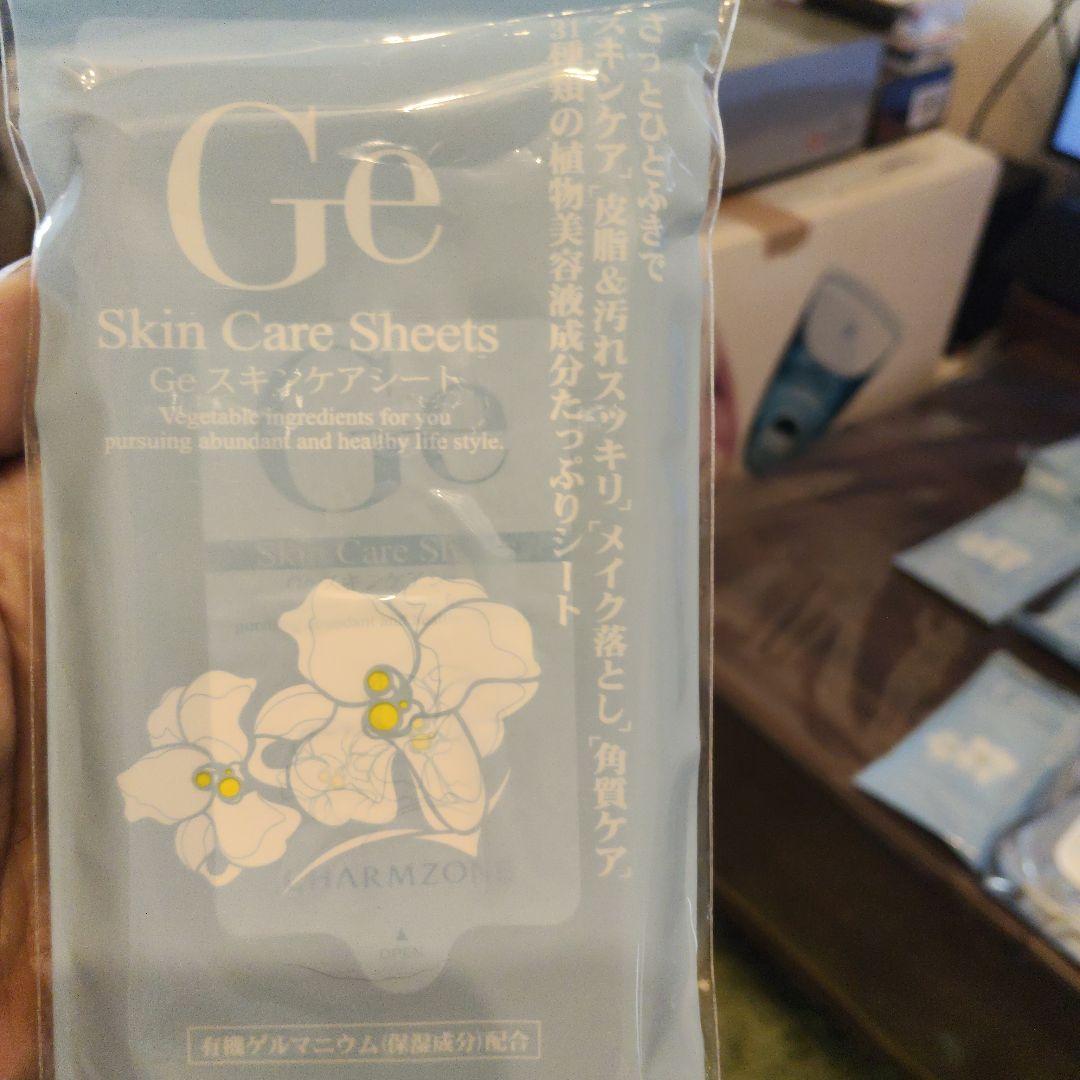 Ge
Skin Care Sheets
Ge スキンケアシート
Vegetable ingredients for you
pursuing abundant and healthy life style.
さっとひとふきで
スキンケア「皮脂&汚れスッキリ」「メイク落とし」「角質ケア」
31種類の植物美容液成分たっぷりシート
Ge
Skin Care Sh
CHARMZONE
OPEN
有機ゲルマニウム(保湿成分)配合